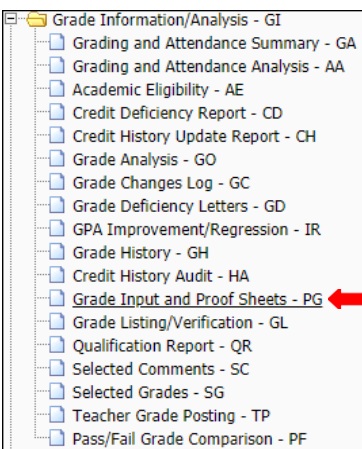 Grade Information/Analysis - GI
Grading and Attendance Summary - GA
Grading and Attendance Analysis - AA
Academic Eligibility - AE
Credit Deficiency Report - CD
Credit History Update Report - CH
Grade Analysis - GO
Grade Changes Log - GC
Grade Deficiency Letters - GD
GPA Improvement/Regression - IR
Grade History - GH
Credit History Audit - HA
Grade Input and Proof Sheets - PG
Grade Listing/Verification - GL
Qualification Report - QR
Selected Comments - SC
Selected Grades - SG
Teacher Grade Posting - TP
Pass/Fail Grade Comparison - PF